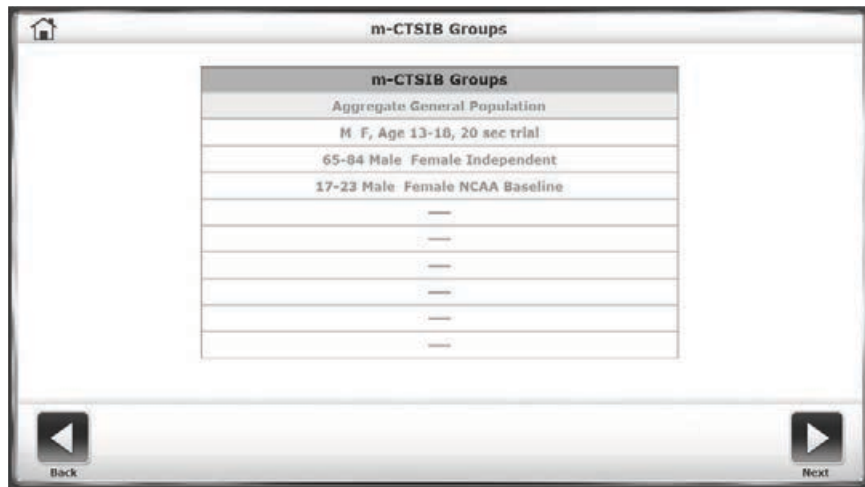 m-CTSIB Groups
m-CTSIB Groups
Aggregate General Population
M F, Age 13-18, 20 sec trial
65-84 Male Female Independent
17-23 Male Female NCAA Baseline
—
—
—
—
—
—
Back
Next